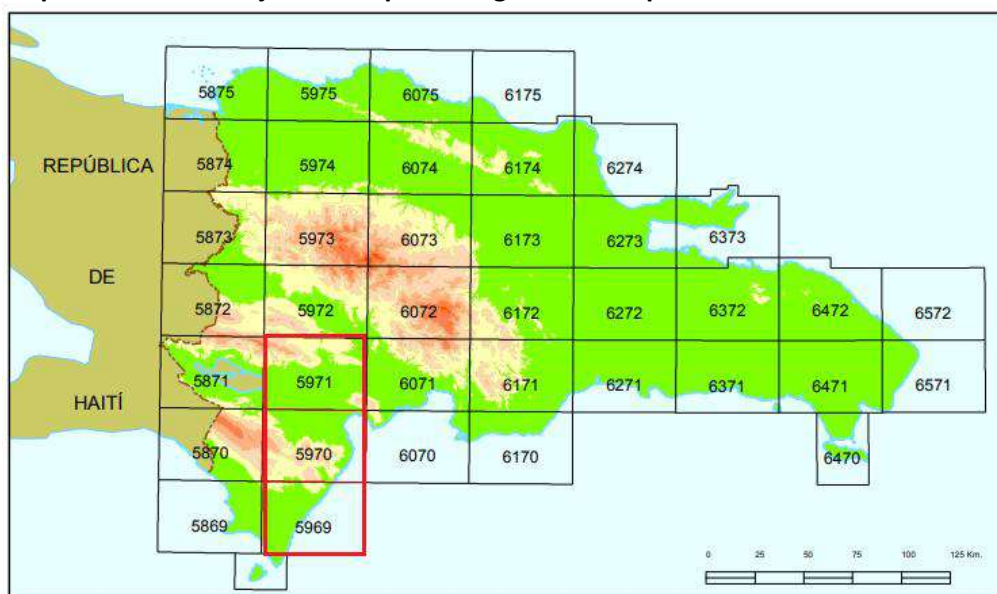 5875 5975 6075 6175
REPÚBLICA 5874 5974 6074 6174 6274
5873 5973 6073 6173 6273 6373
DE
5872 5972 6072 6172 6272 6372 6472 6572
HAITÍ 5871 5971 6071 6171 6271 6371 6471 6571
5870 5970 6070 6170 6470
5869 5969
0 25 50 75 100 125 Km.